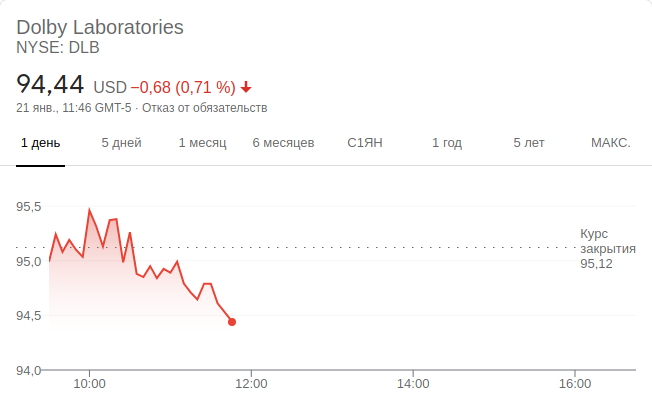 Dolby Laboratories
NYSE: DLB
94,44 USD −0,68 (0,71 %)
21 янв., 11:46 GMT-5 · Отказ от обязательств
1 день 5 дней 1 месяц 6 месяцев С1ЯН 1 год 5 лет МАКС.
95,5
Курс
закрытия
95,12
95,0
94,5
94,0
10:00 12:00 14:00 16:00